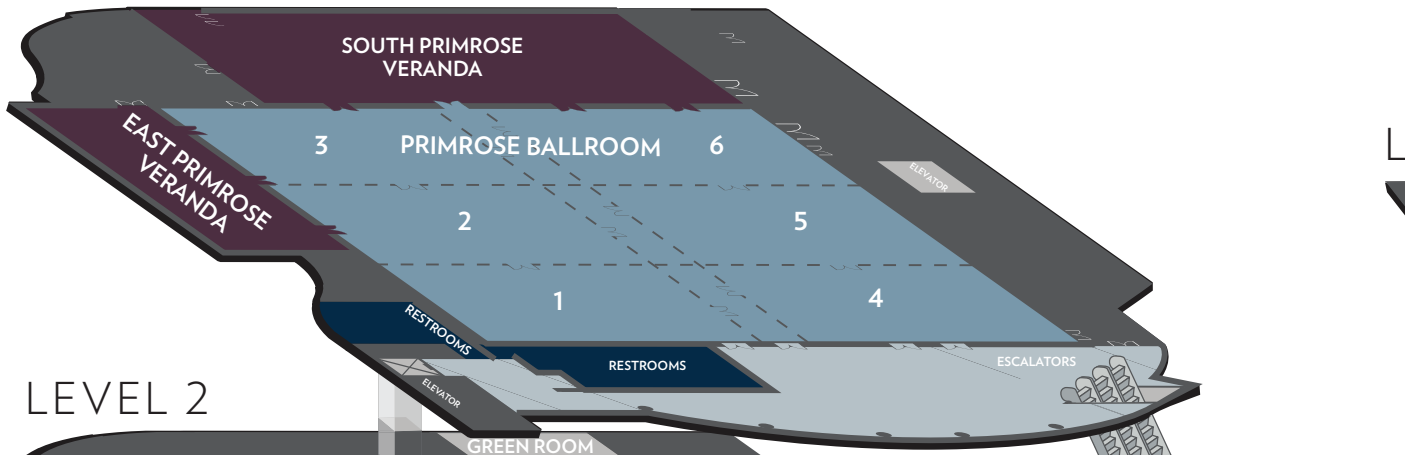 SOUTH PRIMROSE
VERANDA
EAST PRIMROSE
VERANDA
3
PRIMROSE BALLROOM
6
ELEVATOR
2
5
1
4
RESTROOMS
RESTROOMS
ESCALATORS
ELEVATOR
LEVEL 2
GREEN ROOM
L